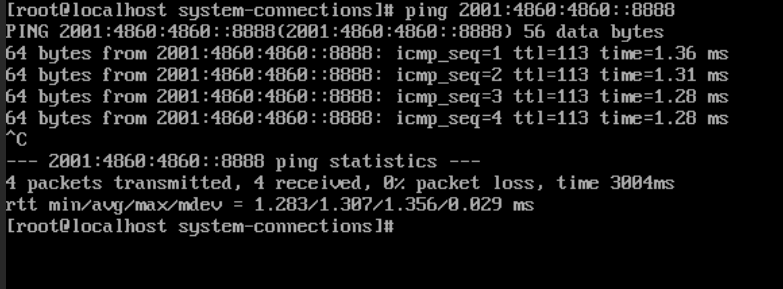 [root@localhost system-connections]# ping 2001:4860:4860::8888
PING 2001:4860:4860::8888(2001:4860:4860::8888) 56 data bytes
64 bytes from 2001:4860:4860::8888: icmp_seq=1 ttl=113 time=1.36 ms
64 bytes from 2001:4860:4860::8888: icmp_seq=2 ttl=113 time=1.31 ms
64 bytes from 2001:4860:4860::8888: icmp_seq=3 ttl=113 time=1.28 ms
64 bytes from 2001:4860:4860::8888: icmp_seq=4 ttl=113 time=1.28 ms
^C
--- 2001:4860:4860::8888 ping statistics ---
4 packets transmitted, 4 received, 0% packet loss, time 3004ms
rtt min/avg/max/mdev = 1.283/1.307/1.356/0.029 ms
[root@localhost system-connections]#